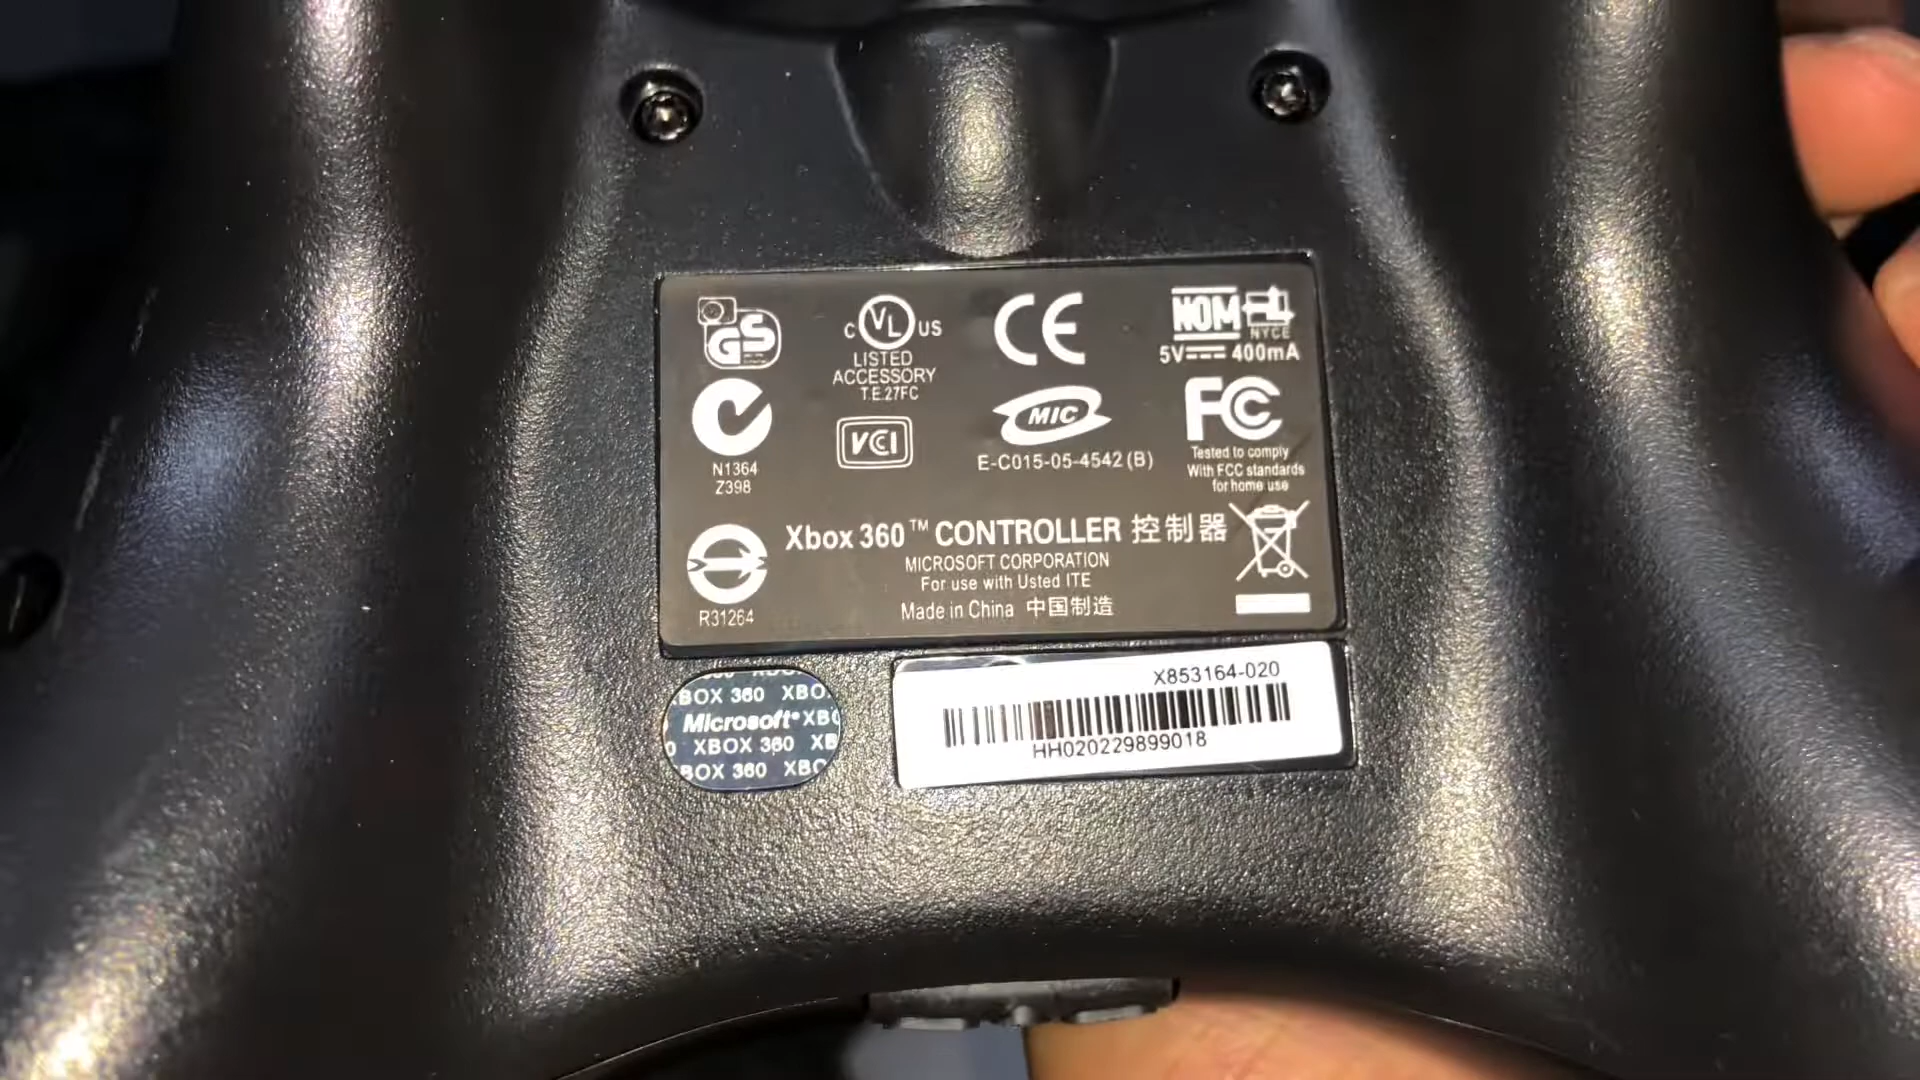 GS
C VL US
LISTED
ACCESSORY
T.E.27FC
CE
NOM
NYCE
5V 400mA
N1364
Z398
VCI
MIC
E-C015-05-4542 (B)
FC
Tested to comply
With FCC standards
for home use
R31264
Xbox 360™ CONTROLLER 控制器
MICROSOFT CORPORATION
For use with Usted ITE
Made in China 中国制造
BOX 360 XBO
Microsoft® XBO
0 XBOX 360 XB
BOX 360 XBO
X853164-020
HH020229899018